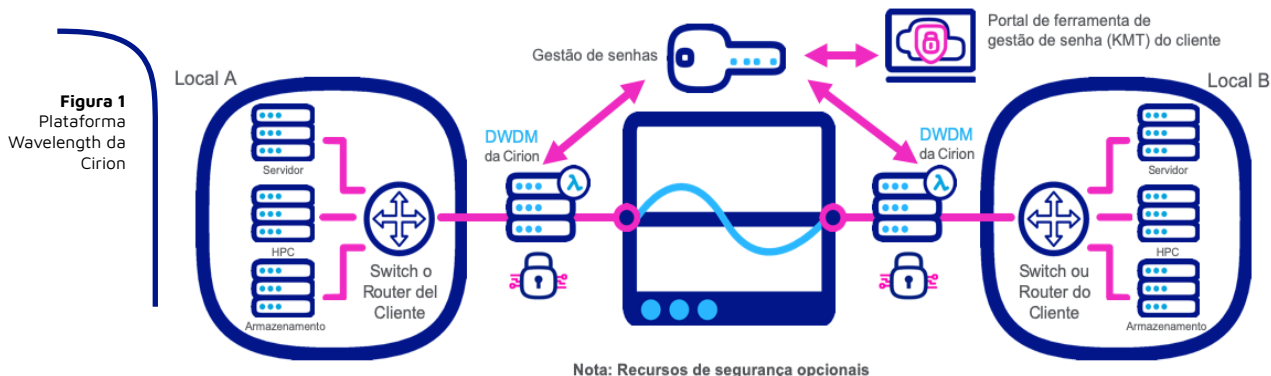 Figura 1
Plataforma
Wavelength da
Cirion
Local A
Servidor
HPC
Armazenamento
Switch o
Router del
Cliente
DWDM
da Cirion
λ
Gestão de senhas
Portal de ferramenta de
gestão de senha (KMT) do cliente
DWDM
da Cirion
λ
Local B
Switch ou
Router do
Cliente
Servidor
HPC
Armazenamento
Nota: Recursos de segurança opcionais